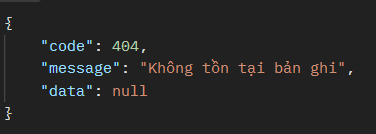 {
    "code": 404,
    "message": "Không tồn tại bản ghi",
    "data": null
}